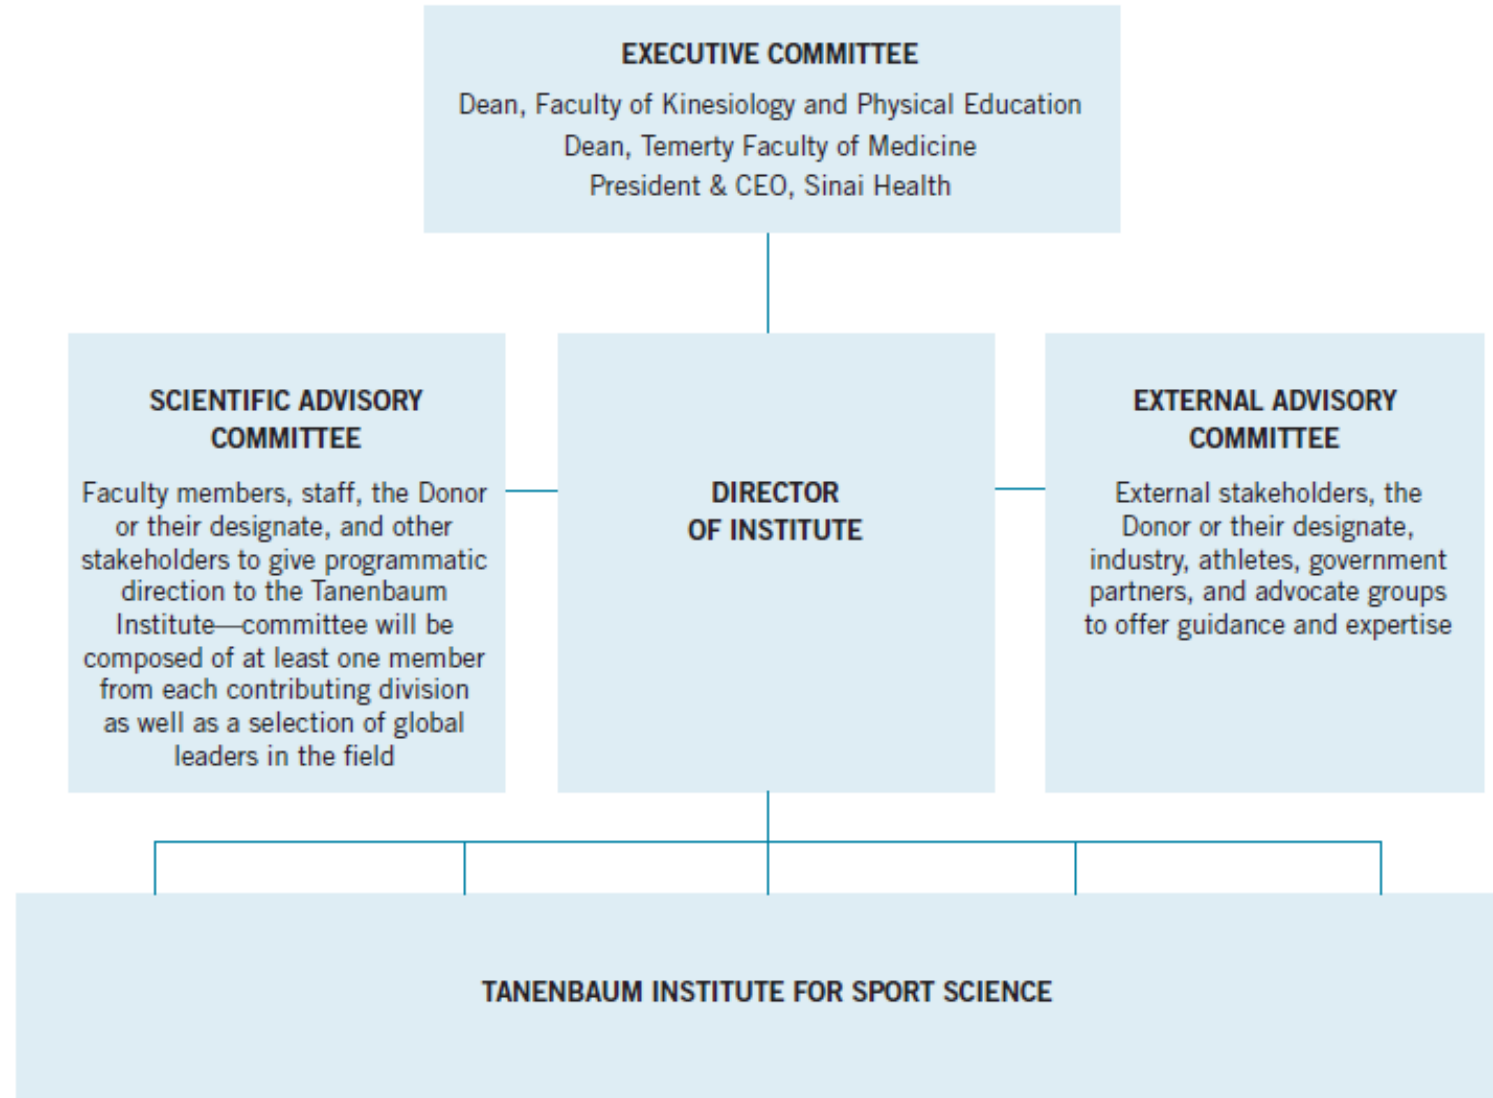 EXECUTIVE COMMITTEE
Dean, Faculty of Kinesiology and Physical Education
Dean, Temerty Faculty of Medicine
President & CEO, Sinai Health
SCIENTIFIC ADVISORY
COMMITTEE
Faculty members, staff, the Donor
or their designate, and other
stakeholders to give programmatic
direction to the Tanenbaum
Institute—committee will be
composed of at least one member
from each contributing division
as well as a selection of global
leaders in the field
DIRECTOR
OF INSTITUTE
EXTERNAL ADVISORY
COMMITTEE
External stakeholders, the
Donor or their designate,
industry, athletes, government
partners, and advocate groups
to offer guidance and expertise
TANENBAUM INSTITUTE FOR SPORT SCIENCE